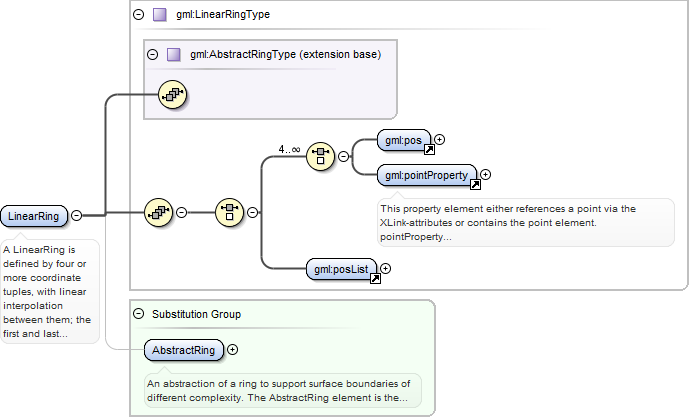 gml:LinearRingType
gml:AbstractRingType (extension base)
4..∞
gml:pos
gml:pointProperty
This property element either references a point via the
XLink-attributes or contains the point element.
pointProperty...
LinearRing
A LinearRing is
defined by four or
more coordinate
tuples, with linear
interpolation
between them; the
first and last...
gml:posList
Substitution Group
AbstractRing
An abstraction of a ring to support surface boundaries of
different complexity. The AbstractRing element is the...